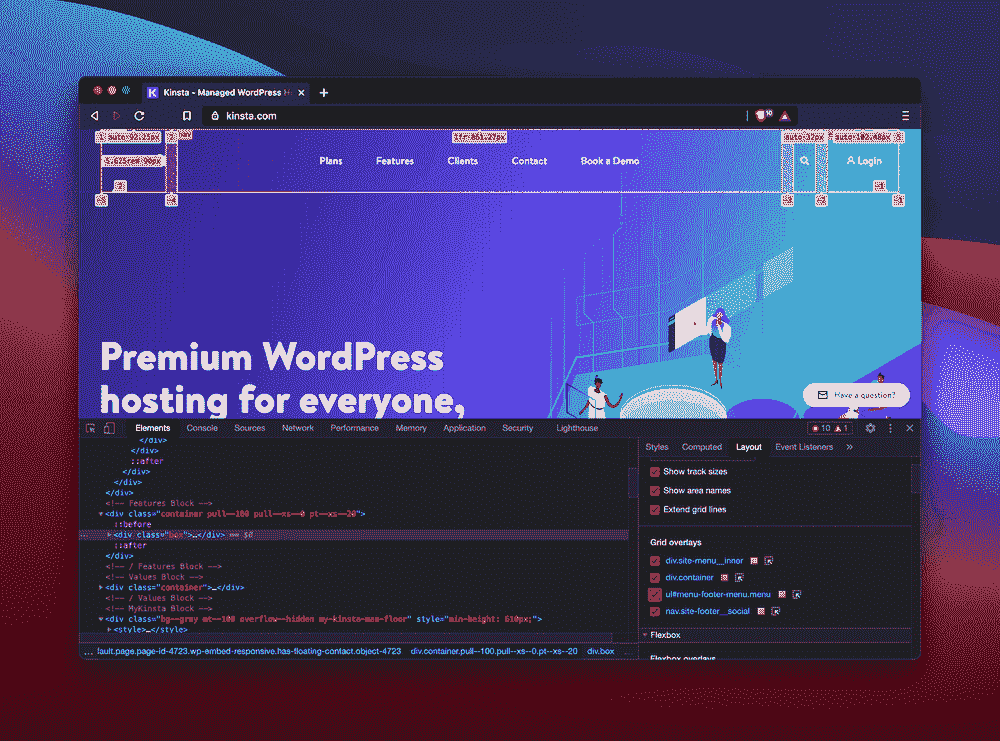 Kinsta - Managed WordPress H
kinsta.com
10
auto·92.25px
nav
1fr·861.27px
auto·32px
auto·102.48px
5.625rem·90px
Plans
Features
Clients
Contact
Book a Demo
Login
Premium WordPress
hosting for everyone,
Have a question?
Elements
Console
Sources
Network
Performance
Memory
Application
Security
Lighthouse
10
1
</div>
</div>
::after
</div>
</div>
</div>
<!-- Features Block -->
<div class="container pull--100 pull--xs--0 pt--xs--20">
::before
<div class="box">…</div> == $0
::after
</div>
<!-- / Features Block -->
<!-- Values Block -->
<div class="container">…</div>
<!-- / Values Block -->
<!-- MyKinsta Block -->
<div class="bg--gray mt--100 overflow--hidden my-kinsta-max-floor" style="min-height: 610px;">
<style>…</style>
... fault.page.page-id-4723.wp-embed-responsive.has-floating-contact.object-4723 div.container.pull--100.pull--xs--0.pt--xs--20 div.box ...
Styles
Computed
Layout
Event Listeners
»
Show track sizes
Show area names
Extend grid lines
Grid overlays
div.site-menu__inner
div.container
ul#menu-footer-menu.menu
nav.site-footer__social
Flexbox
Flexbox overlays